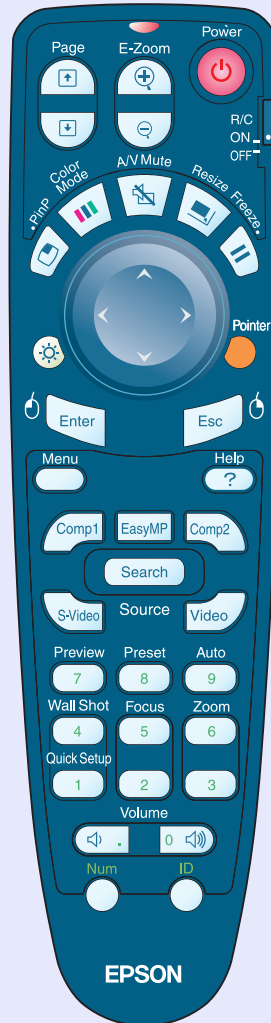 Page
E-Zoom
Power
R/C
ON
OFF
• PinP
Color
Mode
A/V Mute
Resize
Freeze •
Pointer
Enter
Esc
Menu
Help
?
Comp1
EasyMP
Comp2
Search
S-Video
Source
Video
Preview
Preset
Auto
7
8
9
Wall Shot
Focus
Zoom
4
5
6
Quick Setup
1
2
3
Volume
.
0
Num
ID
EPSON